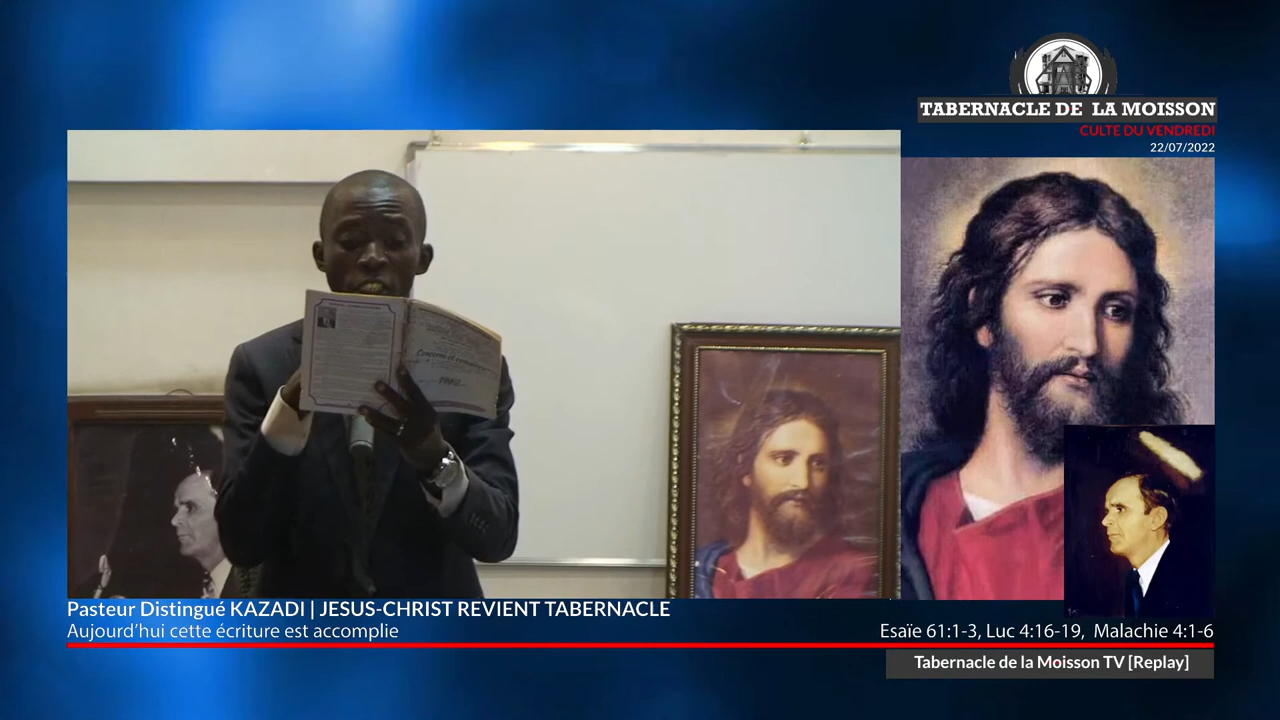 TABERNACLE DE LA MOISSON
CULTE DU VENDREDI
22/07/2022
Pasteur Distingué KAZADI | JESUS-CHRIST REVIENT TABERNACLE
Aujourd'hui cette écriture est accomplie
Esaïe 61:1-3, Luc 4:16-19, Malachie 4:1-6
Tabernacle de la Moisson TV [Replay]